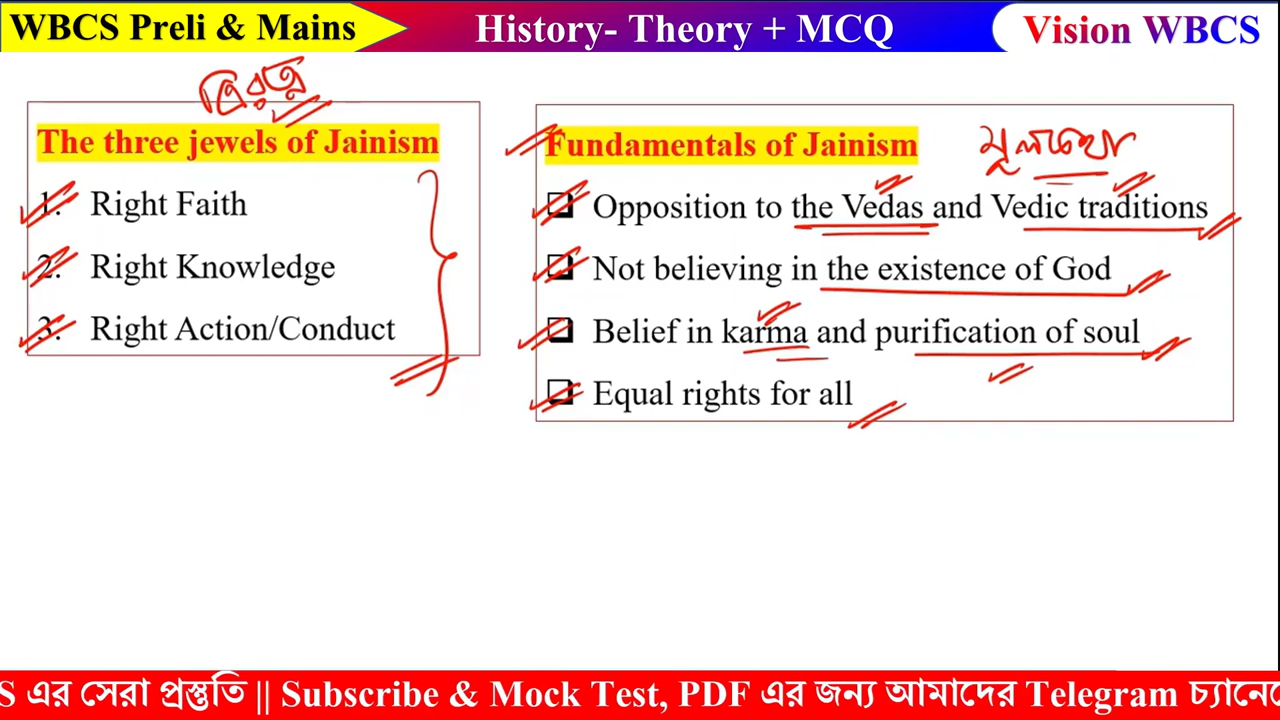 WBCS Preli & Mains
History- Theory + MCQ
Vision WBCS
ত্রিরত্ন
The three jewels of Jainism
1. Right Faith
2. Right Knowledge
3. Right Action/Conduct
Fundamentals of Jainism
মূলতত্ত্ব
❑ Opposition to the Vedas and Vedic traditions
❑ Not believing in the existence of God
❑ Belief in karma and purification of soul
❑ Equal rights for all
S এর সেরা প্রস্তুতি || Subscribe & Mock Test, PDF এর জন্য আমাদের Telegram চ্যানে